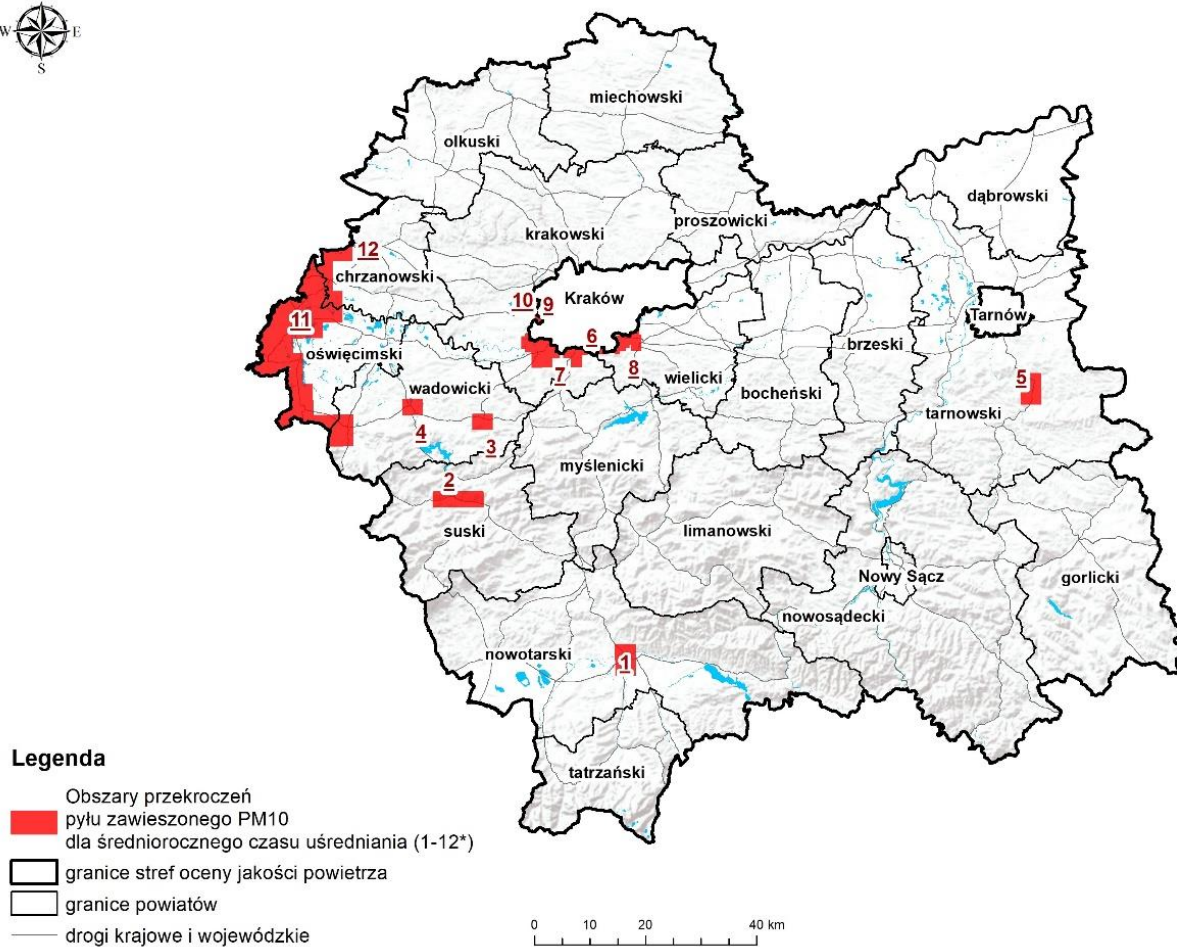 W E
S
miechowski
olkuski
dąbrowski
proszowicki
krakowski
12
chrzanowski
10
9
Kraków
Tarnów
11
6
oświęcimski
brzeski
7
8
wielicki
5
wadowicki
bocheński
tarnowski
4
3
myślenicki
2
suski
limanowski
Nowy Sącz
gorlicki
nowosądecki
nowotarski
1
tatrzański
Legenda
Obszary przekroczeń
pyłu zawieszonego PM10
dla średniorocznego czasu uśredniania (1-12*)
granice stref oceny jakości powietrza
granice powiatów
drogi krajowe i wojewódzkie
0 10 20 40 km